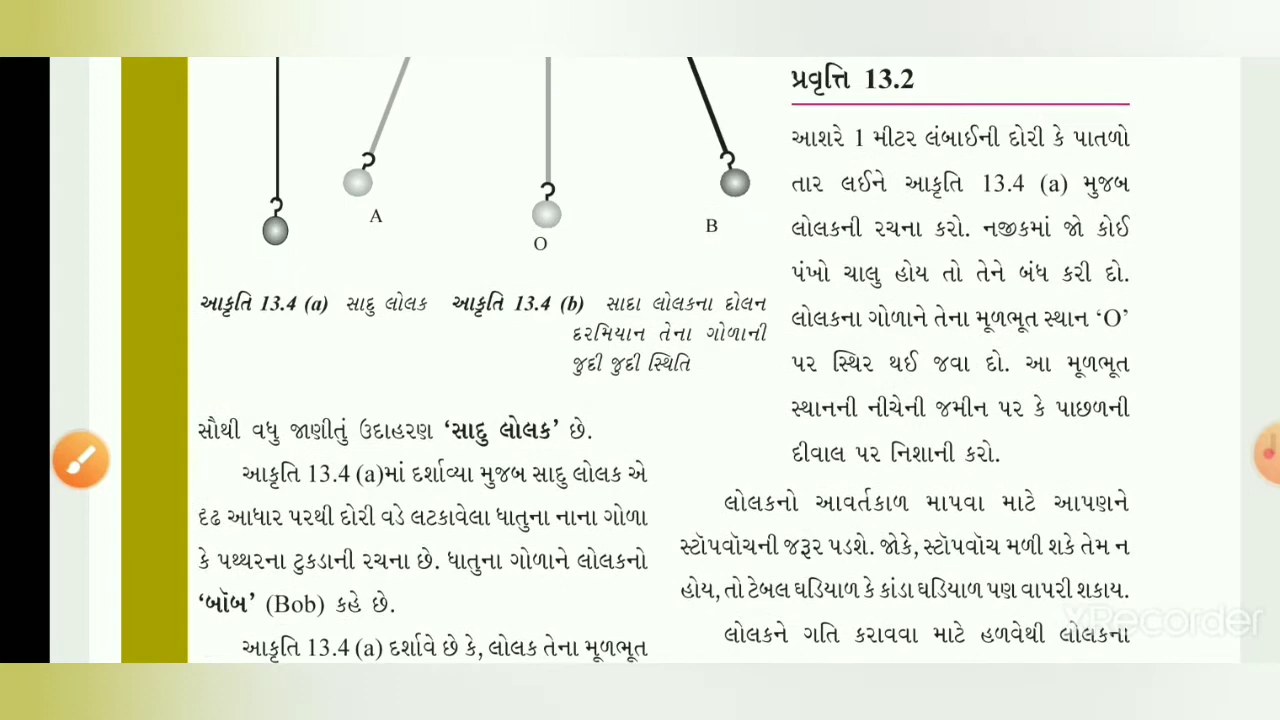 A
O
B
આકૃતિ 13.4 (a) સાદુ લોલક
આકૃતિ 13.4 (b) સાદા લોલકના દોલન
દરમિયાન તેના ગોળાની
જુદી જુદી સ્થિતિ
સૌથી વધુ જાણીતું ઉદાહરણ ‘સાદુ લોલક’ છે.
આકૃતિ 13.4 (a)માં દર્શાવ્યા મુજબ સાદુ લોલક એ
દૃઢ આધાર પરથી દોરી વડે લટકાવેલા ધાતુના નાના ગોળા
કે પથ્થરના ટુકડાની રચના છે. ધાતુના ગોળાને લોલકનો
‘બૉબ’ (Bob) કહે છે.
આકૃતિ 13.4 (a) દર્શાવે છે કે, લોલક તેના મૂળભૂત
પ્રવૃત્તિ 13.2
આશરે 1 મીટર લંબાઈની દોરી કે પાતળો
તાર લઈને આકૃતિ 13.4 (a) મુજબ
લોલકની રચના કરો. નજીકમાં જો કોઈ
પંખો ચાલુ હોય તો તેને બંધ કરી દો.
લોલકના ગોળાને તેના મૂળભૂત સ્થાન ‘O’
પર સ્થિર થઈ જવા દો. આ મૂળભૂત
સ્થાનની નીચેની જમીન પર કે પાછળની
દીવાલ પર નિશાની કરો.
લોલકનો આવર્તકાળ માપવા માટે આપણને
સ્ટૉપવૉચની જરૂર પડશે. જોકે, સ્ટૉપવૉચ મળી શકે તેમ ન
હોય, તો ટેબલ ઘડિયાળ કે કાંડા ઘડિયાળ પણ વાપરી શકાય.
લોલકને ગતિ કરાવવા માટે હળવેથી લોલકના
XRecorder